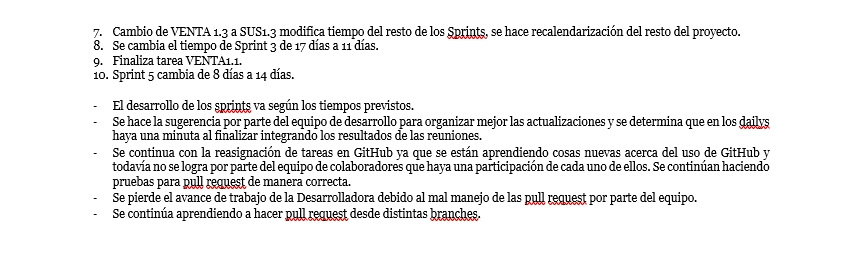 7. Cambio de VENTA 1.3 a SUS1.3 modifica tiempo del resto de los Sprints, se hace recalendarización del resto del proyecto.
8. Se cambia el tiempo de Sprint 3 de 17 días a 11 días.
9. Finaliza tarea VENTA1.1.
10. Sprint 5 cambia de 8 días a 14 días.
- El desarrollo de los sprints va según los tiempos previstos.
- Se hace la sugerencia por parte del equipo de desarrollo para organizar mejor las actualizaciones y se determina que en los dailys
haya una minuta al finalizar integrando los resultados de las reuniones.
- Se continua con la reasignación de tareas en GitHub ya que se están aprendiendo cosas nuevas acerca del uso de GitHub y
todavía no se logra por parte del equipo de colaboradores que haya una participación de cada uno de ellos. Se continúan haciendo
pruebas para pull request de manera correcta.
- Se pierde el avance de trabajo de la Desarrolladora debido al mal manejo de las pull request por parte del equipo.
- Se continúa aprendiendo a hacer pull request desde distintas branches.